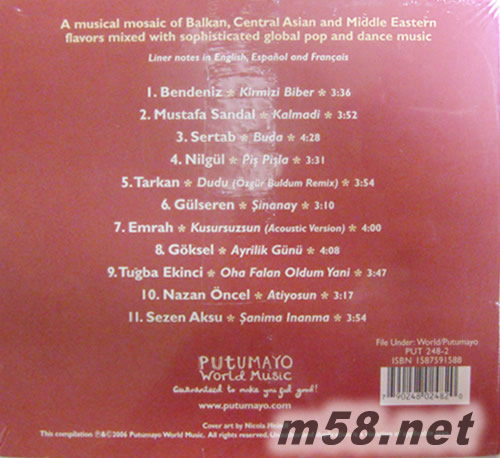 A musical mosaic of Balkan, Central Asian and Middle Eastern
flavors mixed with sophisticated global pop and dance music
Liner notes in English, Español and Français
1. Bendeniz * Kirmizi Biber * 3:36
2. Mustafa Sandal * Kalmadi * 3:52
3. Sertab * Buda * 4:28
4. Nilgül * Piş Pişla * 3:31
5. Tarkan * Dudu (Özgür Buldum Remix) * 3:54
6. Gülseren * Şinanay * 3:10
7. Emrah * Kusursuzsun (Acoustic Version) * 4:00
8. Göksel * Ayrilik Günü * 4:08
9. Tuğba Ekinci * Oha Falan Oldum Yani * 3:47
10. Nazan Öncel * Atiyosun * 3:17
11. Sezen Aksu * Şanima Inanma * 3:54
File Under: World/Putumayo
PUT 248-2
ISBN 1587591588
PUTUMAYO
World Music
Guaranteed to make you feel good!
www.putumayo.com
7 90248 02482
Cover art by Nicola
This compilation ℗&©2006 Putumayo World Music. All rights reserved.
m58.net